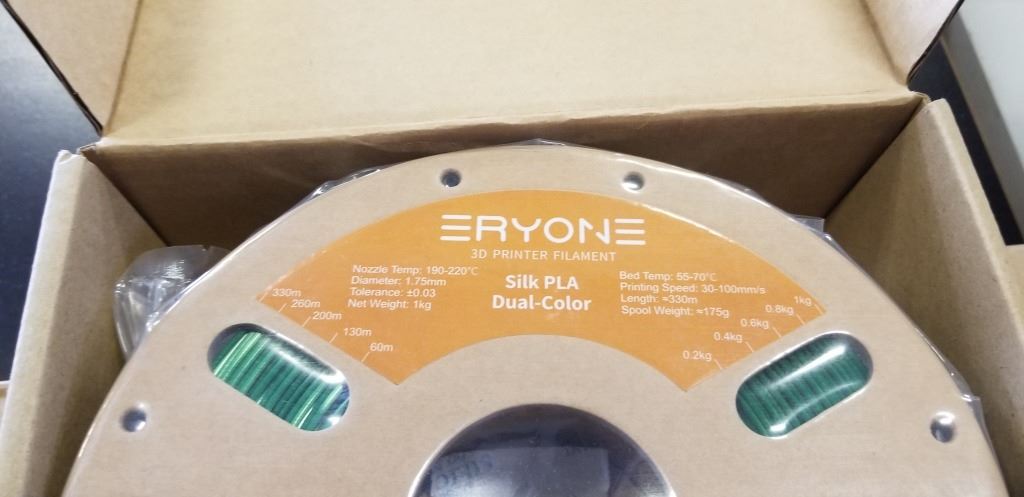 ERYONE
3D PRINTER FILAMENT
Nozzle Temp: 190-220℃
Diameter: 1.75mm
Tolerance: ±0.03
Net Weight: 1kg
Silk PLA
Dual-Color
Bed Temp: 55-70℃
Printing Speed: 30-100mm/s
Length: ≈330m
Spool Weight: ≈175g
330m
260m
200m
130m
60m
1kg
0.8kg
0.6kg
0.4kg
0.2kg